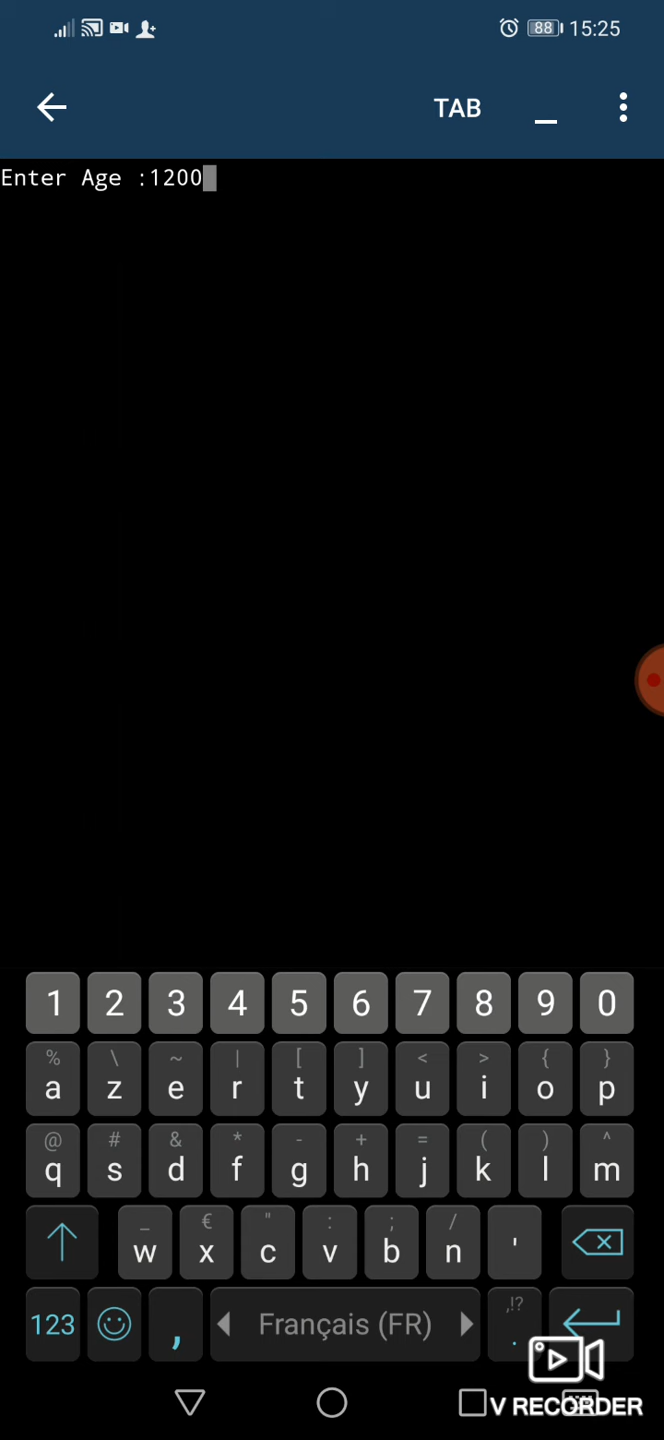 88 15:25
TAB _
Enter Age :1200
1 2 3 4 5 6 7 8 9 0
% \ ~ | [ ] < > { }
a z e r t y u i o p
@ # & * - + = ( ) ^
q s d f g h j k l m
_ € " : ; /
w x c v b n '
,!?
123 , Français (FR) .
V RECORDER